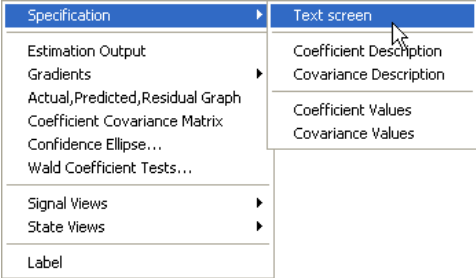 Specification
Estimation Output
Gradients
Actual,Predicted,Residual Graph
Coefficient Covariance Matrix
Confidence Ellipse...
Wald Coefficient Tests...
Signal Views
State Views
Label
Text screen
Coefficient Description
Covariance Description
Coefficient Values
Covariance Values